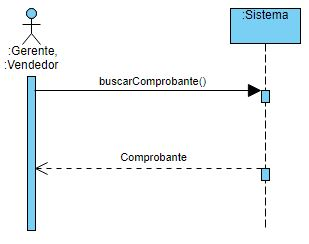 :Sistema
:Gerente,
:Vendedor
buscarComprobante()
Comprobante